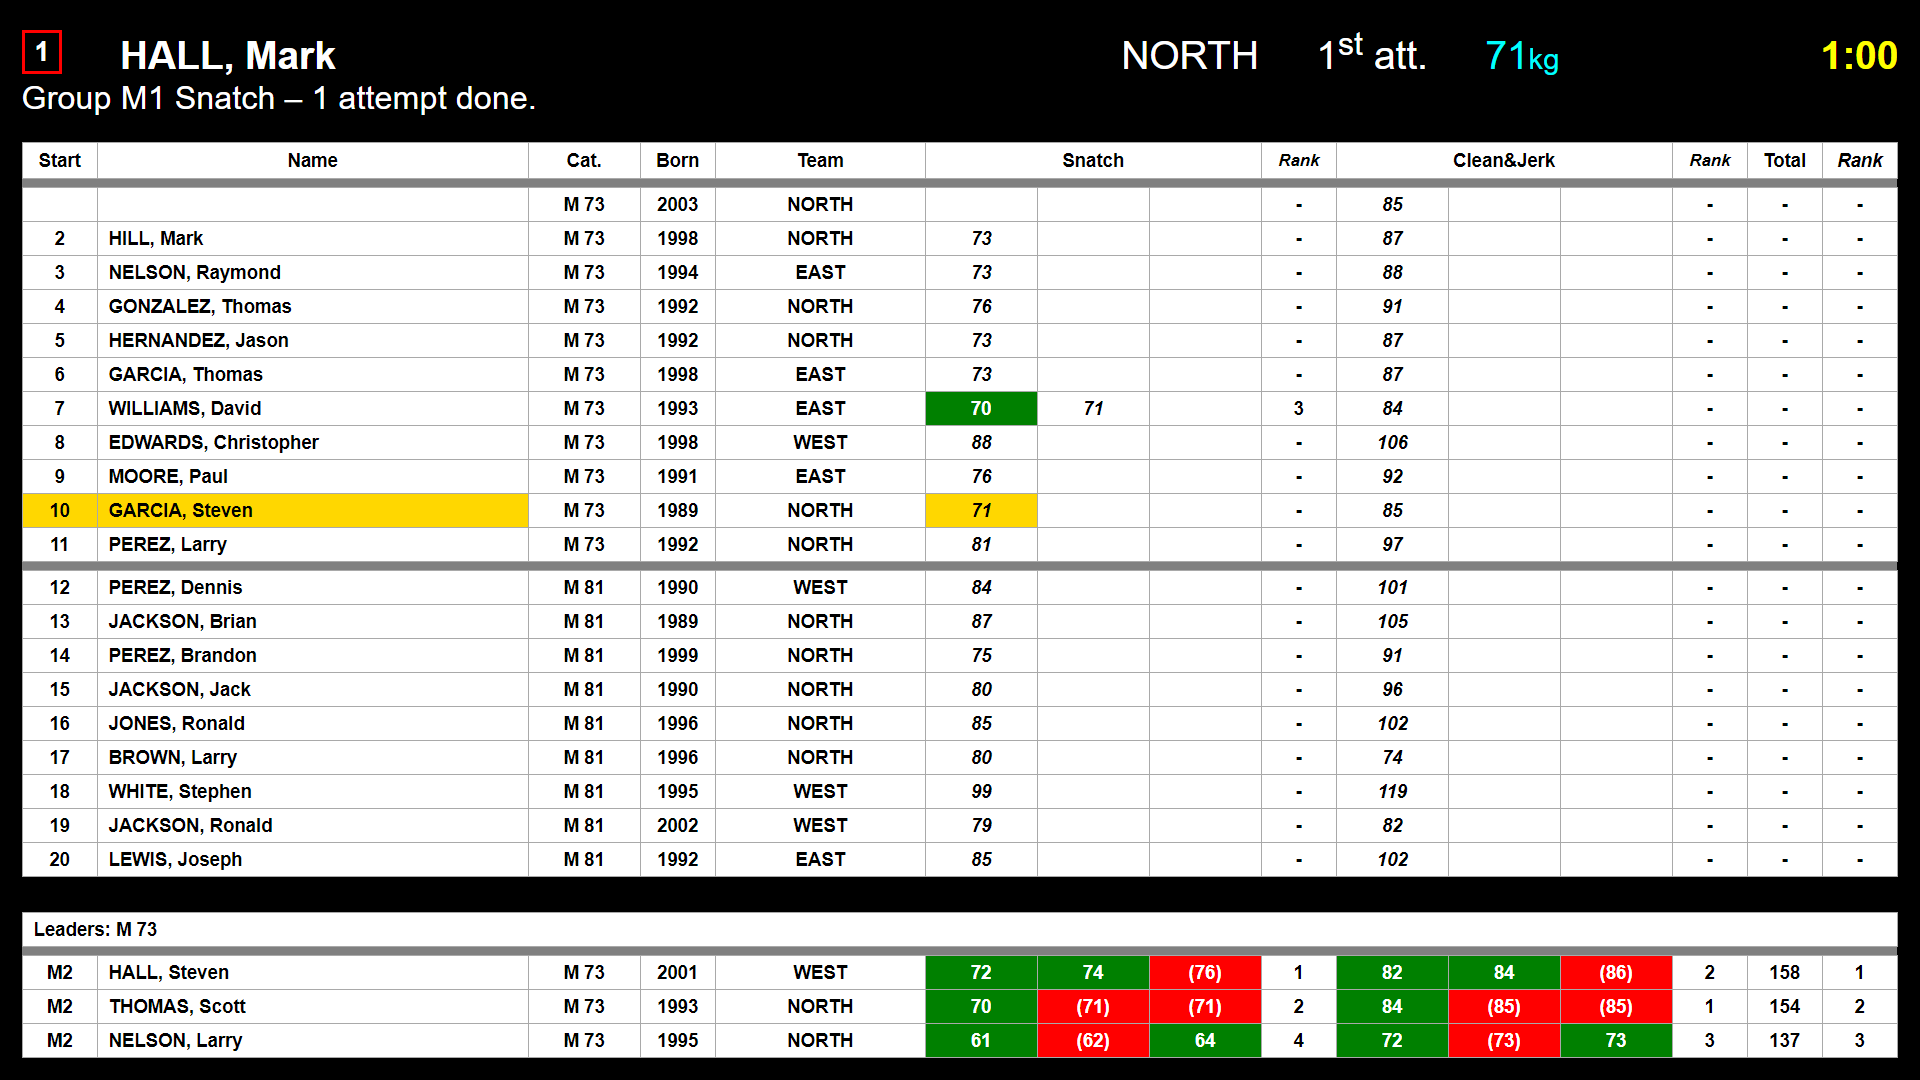 1 HALL, Mark NORTH 1st att. 71kg 1:00
Group M1 Snatch – 1 attempt done.
Start Name Cat. Born Team Snatch Rank Clean&Jerk Rank Total Rank
M 73 2003 NORTH - 85 - - -
2 HILL, Mark M 73 1998 NORTH 73 - 87 - - -
3 NELSON, Raymond M 73 1994 EAST 73 - 88 - - -
4 GONZALEZ, Thomas M 73 1992 NORTH 76 - 91 - - -
5 HERNANDEZ, Jason M 73 1992 NORTH 73 - 87 - - -
6 GARCIA, Thomas M 73 1998 EAST 73 - 87 - - -
7 WILLIAMS, David M 73 1993 EAST 70 71 3 84 - - -
8 EDWARDS, Christopher M 73 1998 WEST 88 - 106 - - -
9 MOORE, Paul M 73 1991 EAST 76 - 92 - - -
10 GARCIA, Steven M 73 1989 NORTH 71 - 85 - - -
11 PEREZ, Larry M 73 1992 NORTH 81 - 97 - - -
12 PEREZ, Dennis M 81 1990 WEST 84 - 101 - - -
13 JACKSON, Brian M 81 1989 NORTH 87 - 105 - - -
14 PEREZ, Brandon M 81 1999 NORTH 75 - 91 - - -
15 JACKSON, Jack M 81 1990 NORTH 80 - 96 - - -
16 JONES, Ronald M 81 1996 NORTH 85 - 102 - - -
17 BROWN, Larry M 81 1996 NORTH 80 - 74 - - -
18 WHITE, Stephen M 81 1995 WEST 99 - 119 - - -
19 JACKSON, Ronald M 81 2002 WEST 79 - 82 - - -
20 LEWIS, Joseph M 81 1992 EAST 85 - 102 - - -
Leaders: M 73
M2 HALL, Steven M 73 2001 WEST 72 74 (76) 1 82 84 (86) 2 158 1
M2 THOMAS, Scott M 73 1993 NORTH 70 (71) (71) 2 84 (85) (85) 1 154 2
M2 NELSON, Larry M 73 1995 NORTH 61 (62) 64 4 72 (73) 73 3 137 3